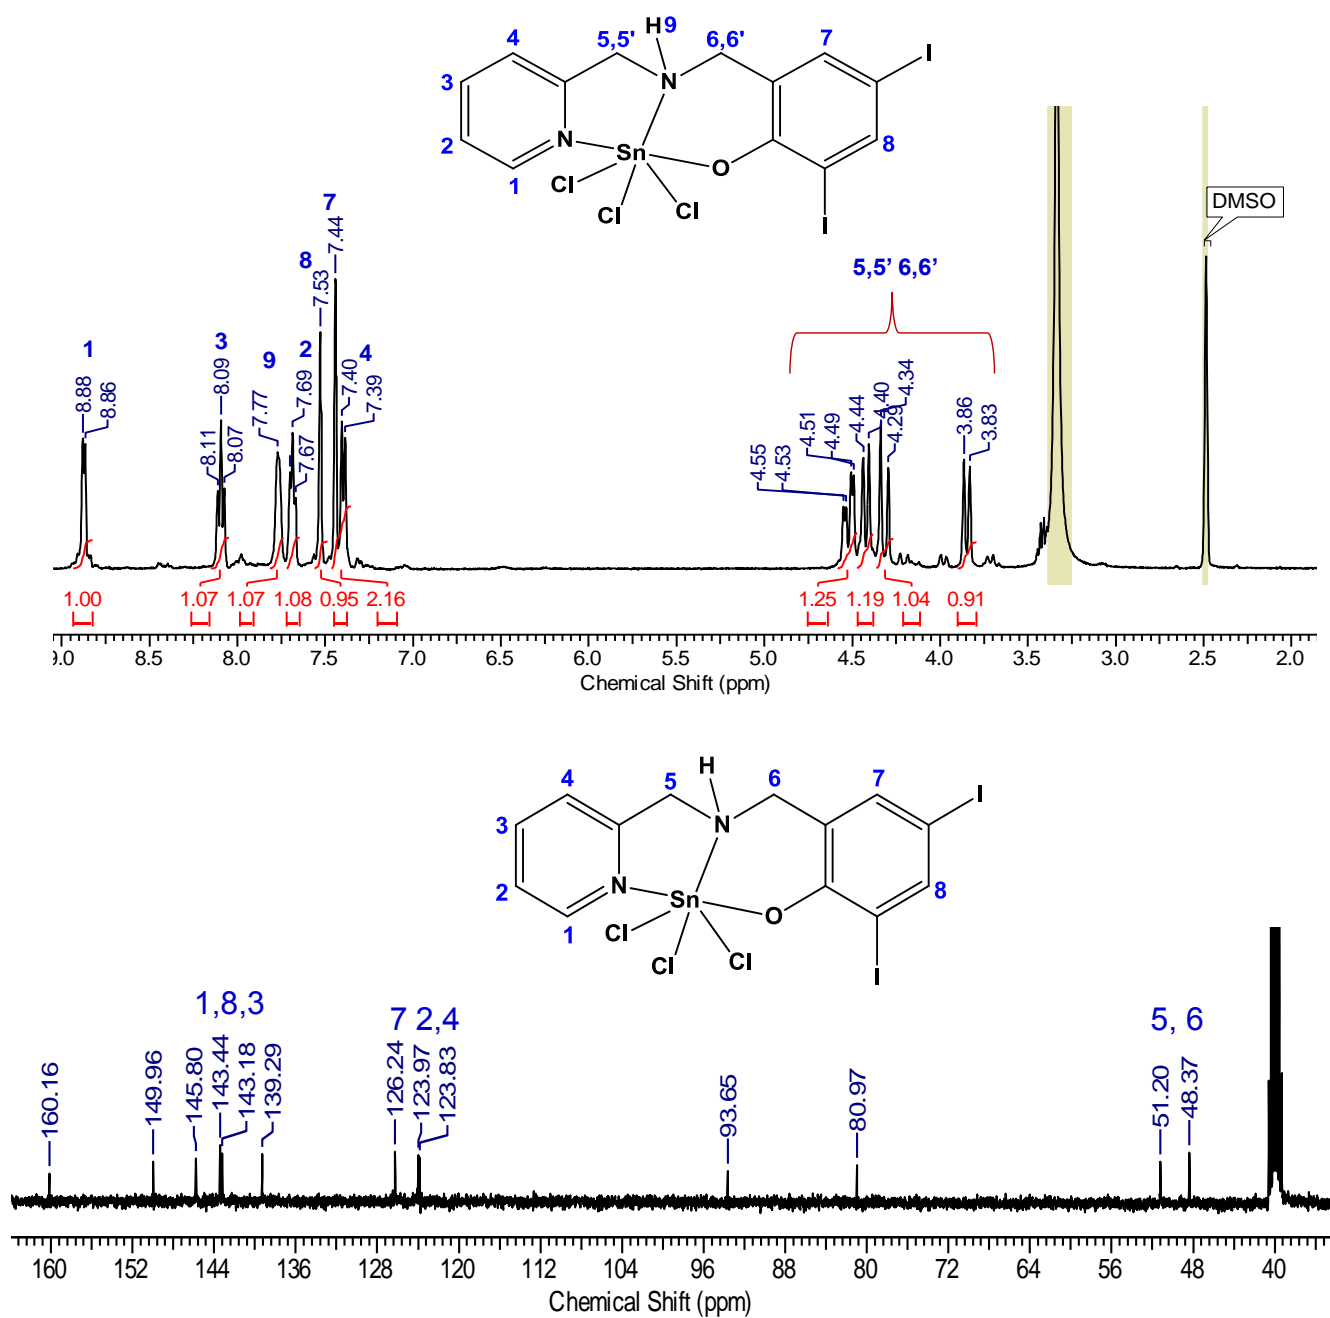 H9
4 5,5' 6,6' 7
I
3
N
2 N 8
Sn O
Cl
1
Cl Cl
I
7
7.44
8
7.53
DMSO
5,5’ 6,6’
1 3 9 2 4
8.88
8.86
8.11
8.09
8.07
7.77
7.69
7.67
7.40
7.39
4.55
4.53
4.51
4.49
4.44
4.40
4.34
4.29
3.86
3.83
1.00 1.07 1.07 1.08 0.95 2.16 1.25 1.19 1.04 0.91
9.0 8.5 8.0 7.5 7.0 6.5 6.0 5.5 5.0 4.5 4.0 3.5 3.0 2.5 2.0
Chemical Shift (ppm)
H
4 5 6 7
I
3 N
2 N 8
Sn
O
Cl
1
Cl Cl
I
1,8,3 7 2,4 5, 6
160.16
149.96
145.80
143.44
143.18
139.29
126.24
123.97
123.83
93.65
80.97
51.20
48.37
160 152 144 136 128 120 112 104 96 88 80 72 64 56 48 40
Chemical Shift (ppm)